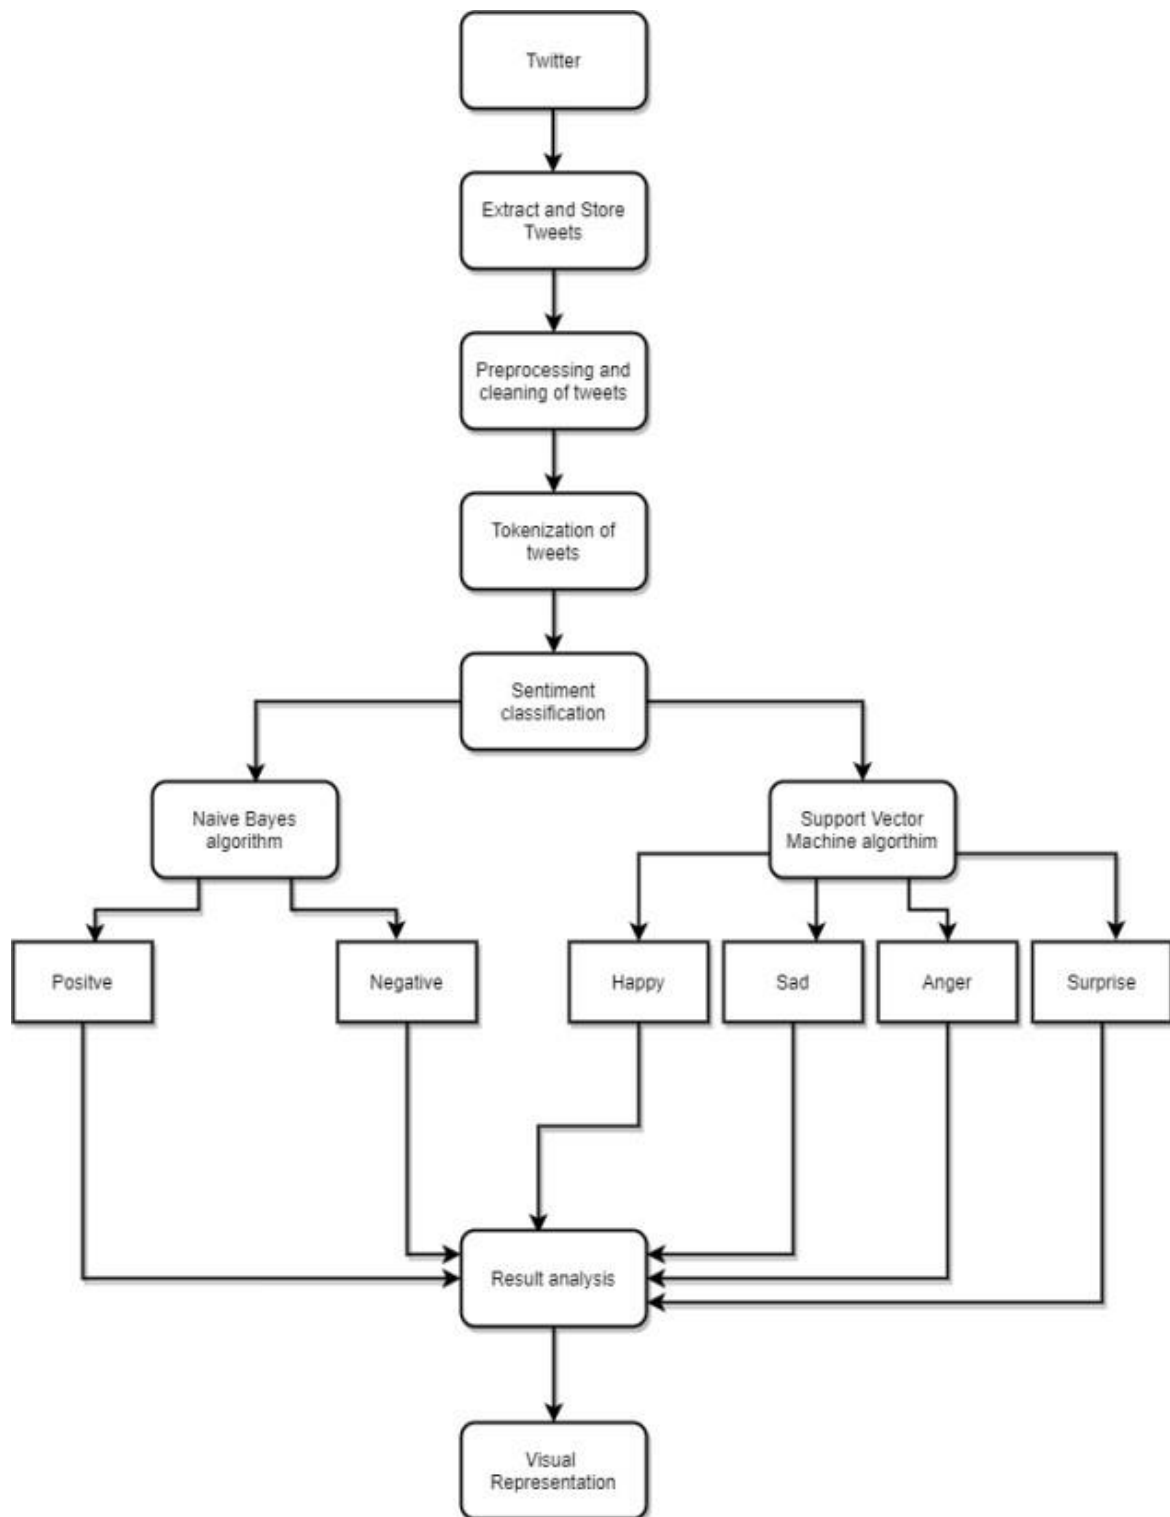 Twitter
Extract and Store
Tweets
Preprocessing and
cleaning of tweets
Tokenization of
tweets
Sentiment
classification
Naive Bayes
algorithm
Support Vector
Machine algorthim
Positve
Negative
Happy
Sad
Anger
Surprise
Result analysis
Visual
Representation